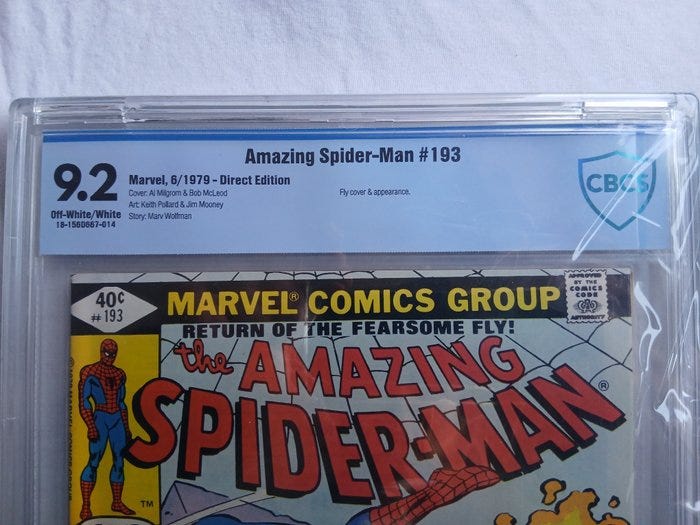 Amazing Spider-Man #193
9.2
Marvel, 6/1979 - Direct Edition
Cover: Al Milgrom & Bob McLeod
Art: Keith Pollard & Jim Mooney
Story: Marv Wolfman
Off-White/White
18-1560667-014
Fly cover & appearance.
CBCS
40¢
#193
MARVEL® COMICS GROUP
APPROVED
BY THE
COMICS
CODE
AUTHORITY
RETURN OF THE FEARSOME FLY!
the AMAZING
SPIDER-MAN®
TM